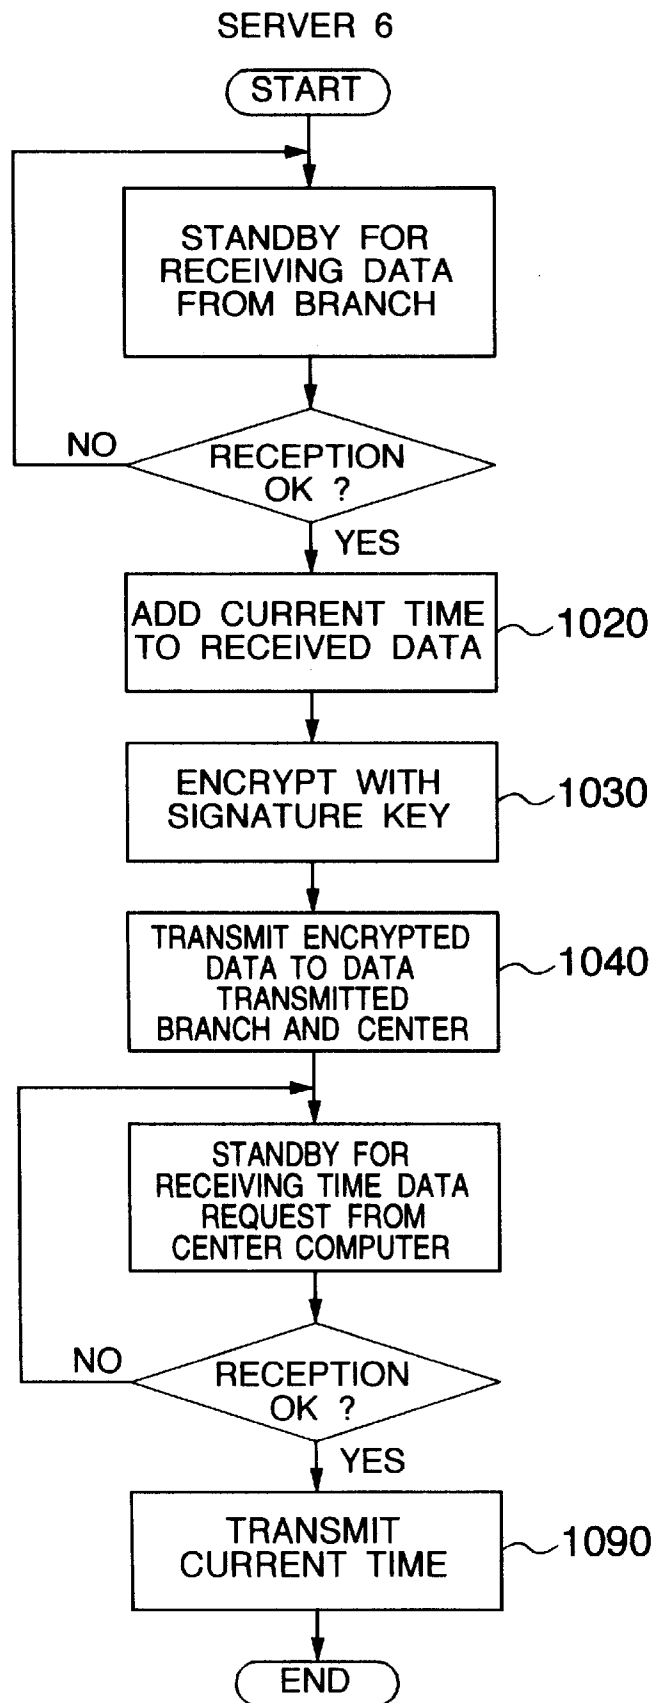 SERVER 6
START
STANDBY FOR
RECEIVING DATA
FROM BRANCH
NO
RECEPTION
OK ?
YES
ADD CURRENT TIME
TO RECEIVED DATA
1020
ENCRYPT WITH
SIGNATURE KEY
1030
TRANSMIT ENCRYPTED
DATA TO DATA
TRANSMITTED
BRANCH AND CENTER
1040
STANDBY FOR
RECEIVING TIME DATA
REQUEST FROM
CENTER COMPUTER
NO
RECEPTION
OK ?
YES
TRANSMIT
CURRENT TIME
1090
END